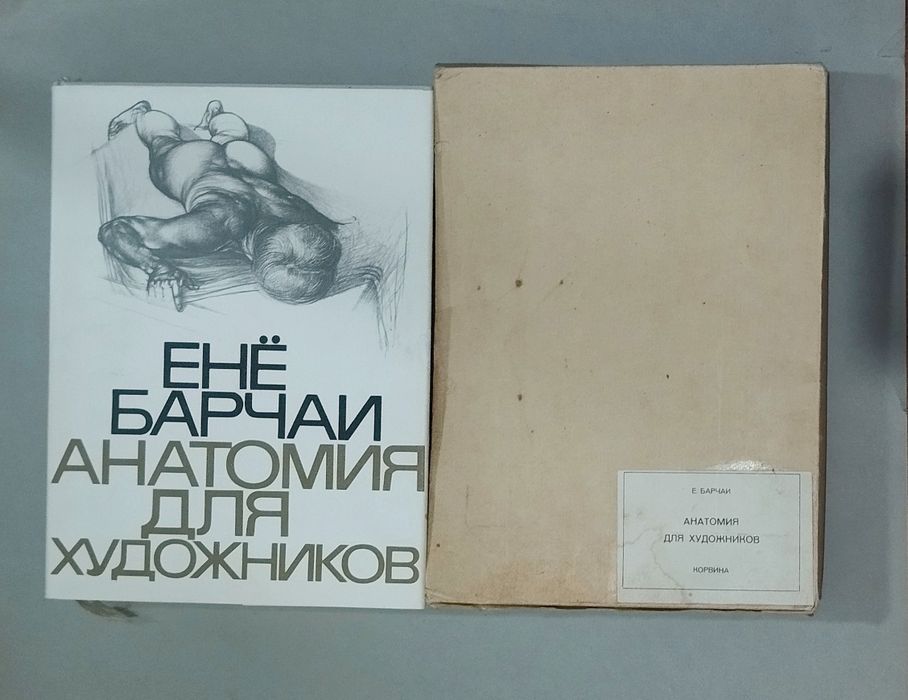 ЕНЁ
БАРЧАИ
АНАТОМИЯ
ДЛЯ
ХУДОЖНИКОВ
Е. БАРЧАИ
АНАТОМИЯ
ДЛЯ ХУДОЖНИКОВ
КОРВИНА